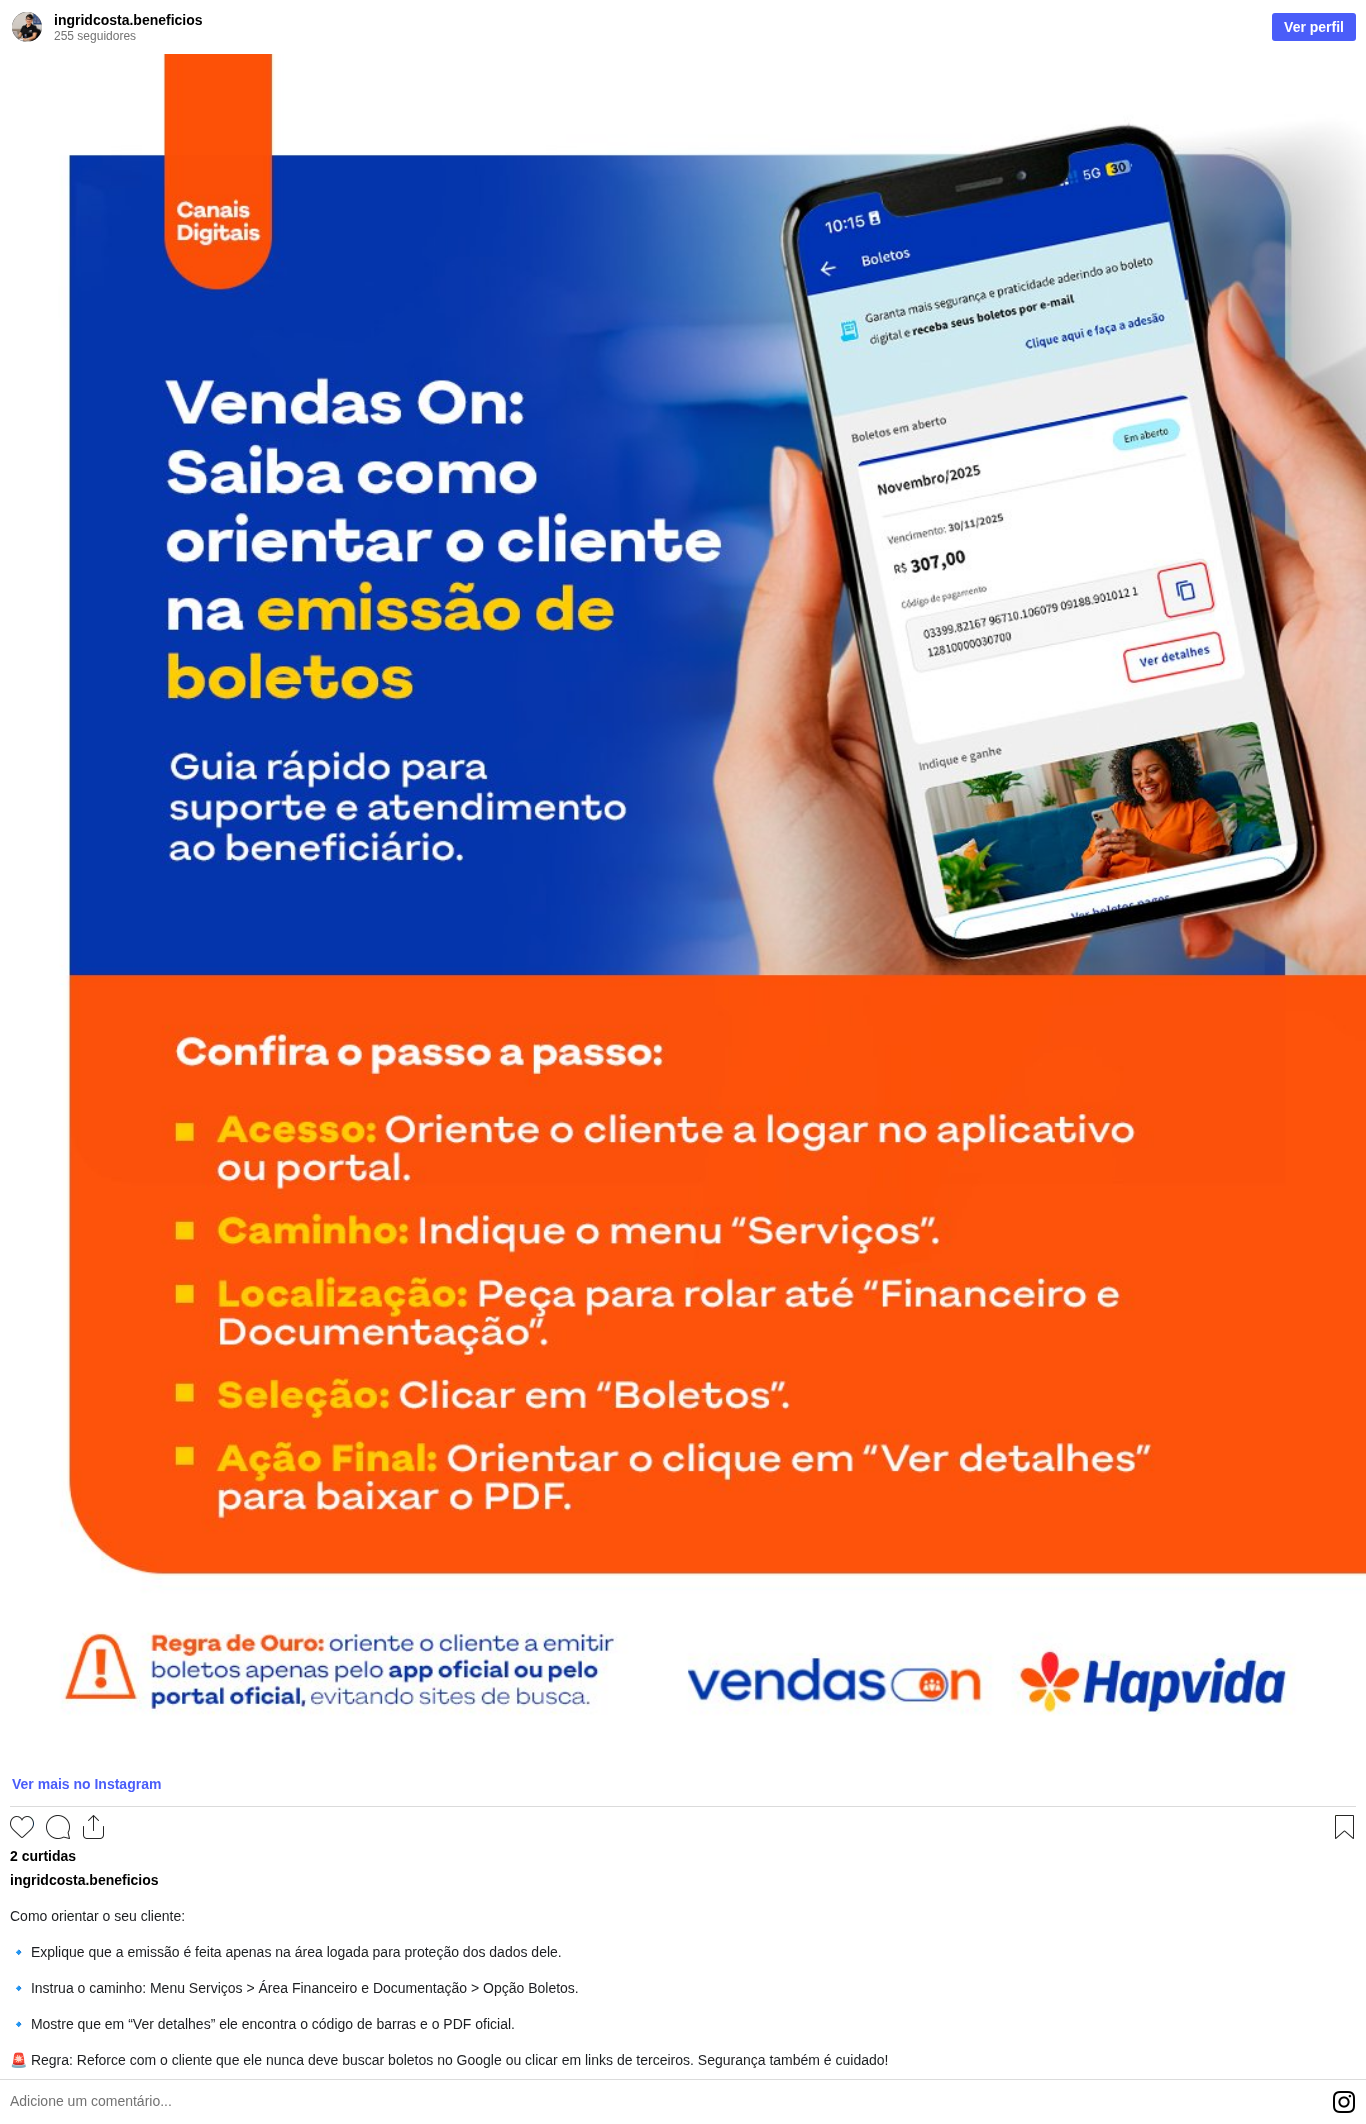 ingridcosta.beneficios
255 seguidores
Ver perfil
Canais
Digitais
Vendas On:
Saiba como
orientar o cliente
na emissão de
boletos
Guia rápido para
suporte e atendimento
ao beneficiário.
10:15
5G 30
Boletos
Garanta mais segurança e praticidade aderindo ao boleto
digital e receba seus boletos por e-mail
Clique aqui e faça a adesão
Boletos em aberto
Em aberto
Novembro/2025
Vencimento: 30/11/2025
R$ 307,00
Código de pagamento
03399.82167 96710.106079 09188.901012 1
12810000030700
Ver detalhes
Indique e ganhe
Ver boletos pagos
Confira o passo a passo:
Acesso: Oriente o cliente a logar no aplicativo
ou portal.
Caminho: Indique o menu “Serviços”.
Localização: Peça para rolar até “Financeiro e
Documentação”.
Seleção: Clicar em “Boletos”.
Ação Final: Orientar o clique em “Ver detalhes”
para baixar o PDF.
Regra de Ouro: oriente o cliente a emitir
boletos apenas pelo app oficial ou pelo
portal oficial, evitando sites de busca.
vendas on
Hapvida
Ver mais no Instagram
2 curtidas
ingridcosta.beneficios
Como orientar o seu cliente:
🔹 Explique que a emissão é feita apenas na área logada para proteção dos dados dele.
🔹 Instrua o caminho: Menu Serviços > Área Financeiro e Documentação > Opção Boletos.
🔹 Mostre que em “Ver detalhes” ele encontra o código de barras e o PDF oficial.
🚨 Regra: Reforce com o cliente que ele nunca deve buscar boletos no Google ou clicar em links de terceiros. Segurança também é cuidado!
Adicione um comentário...